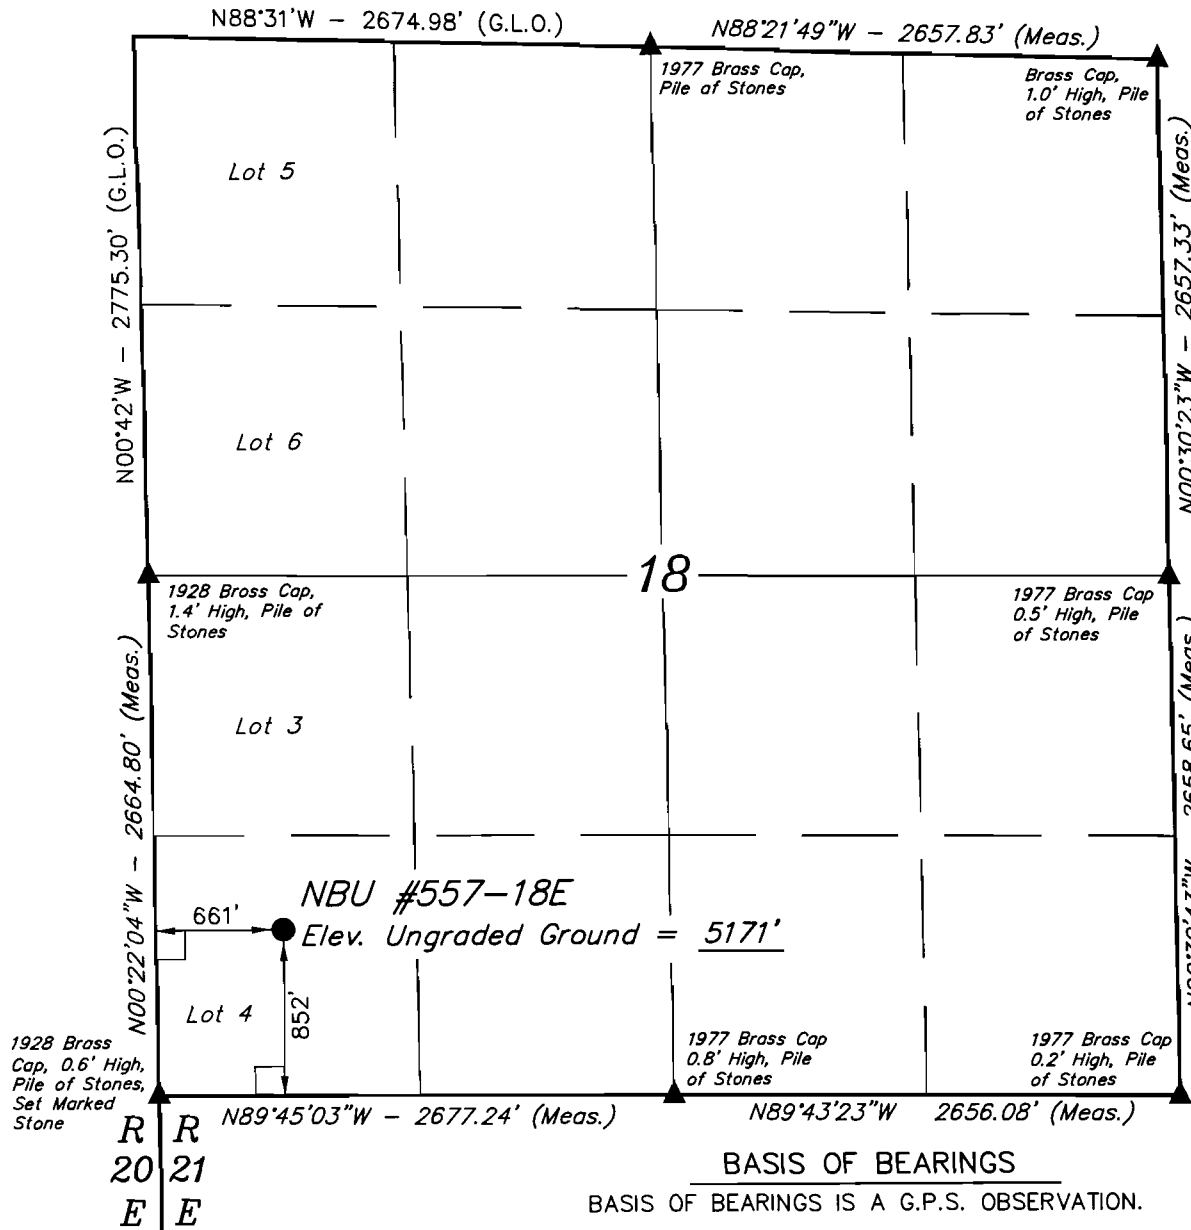 N88°31'W - 2674.98' (G.L.O.)
N88°21'49"W - 2657.83' (Meas.)
1977 Brass Cap,
Pile af Stones
Brass Cap,
1.0' High, Pile
of Stones
Lot 5
N00°42'W - 2775.30' (G.L.O.)
N00°30'23"W - 2657.33' (Meas.)
Lot 6
18
1928 Brass Cap,
1.4' High, Pile of
Stones
1977 Brass Cap
0.5' High, Pile
of Stones
Lot 3
N00°22'04"W - 2664.80' (Meas.)
2658.65' (Meas.)
NBU #557-18E
661'
Elev. Ungraded Ground = 5171'
Lot 4
852'
1928 Brass
Cap, 0.6' High,
Pile of Stones,
Set Marked
Stone
1977 Brass Cap
0.8' High, Pile
of Stones
1977 Brass Cap
0.2' High, Pile
of Stones
N89°45'03"W - 2677.24' (Meas.)
N89°43'23"W 2656.08' (Meas.)
R R
20 21
E E
BASIS OF BEARINGS
BASIS OF BEARINGS IS A G.P.S. OBSERVATION.